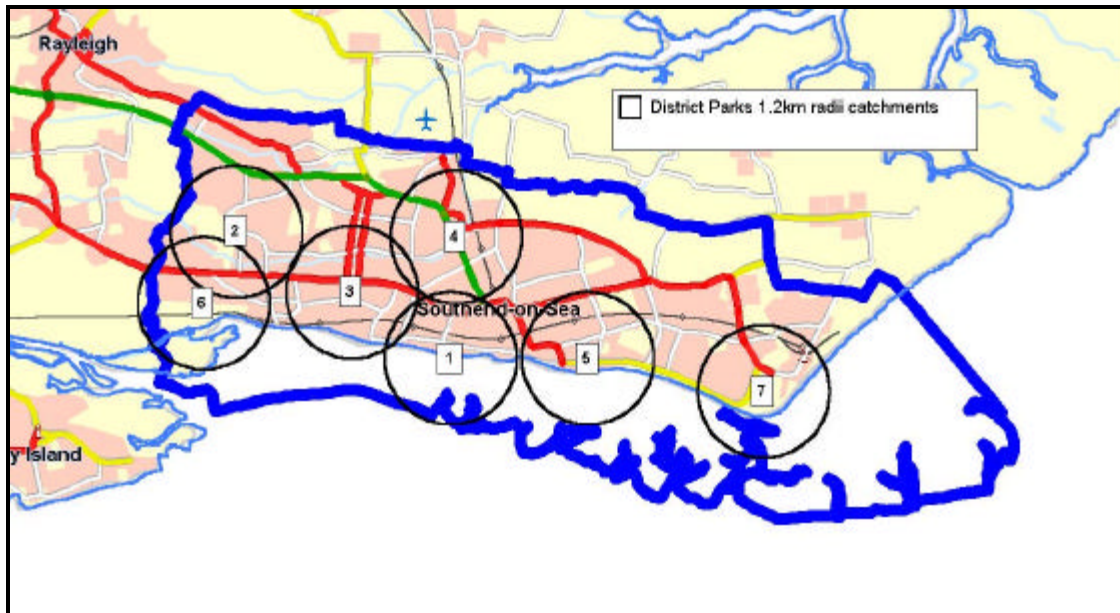 Rayleigh
District Parks 1.2km radii catchments
2
4
3
6
Southend-on-Sea
1
5
7
y Island